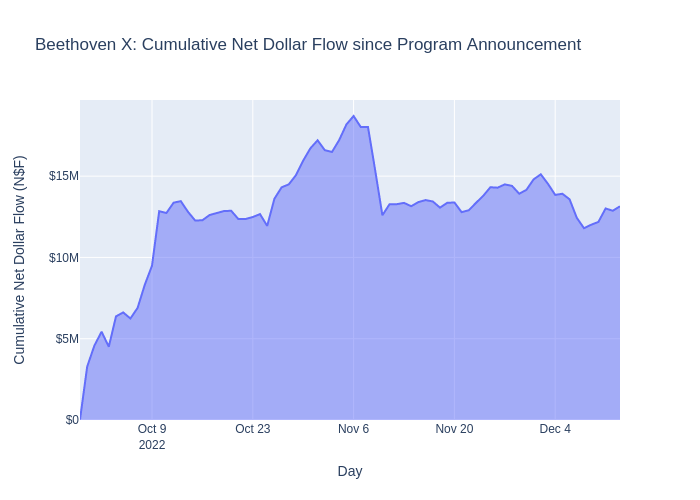 Beethoven X: Cumulative Net Dollar Flow since Program Announcement
Cumulative Net Dollar Flow (N$F)
$15M
$10M
$5M
$0
Oct 9
2022
Oct 23
Nov 6
Nov 20
Dec 4
Day